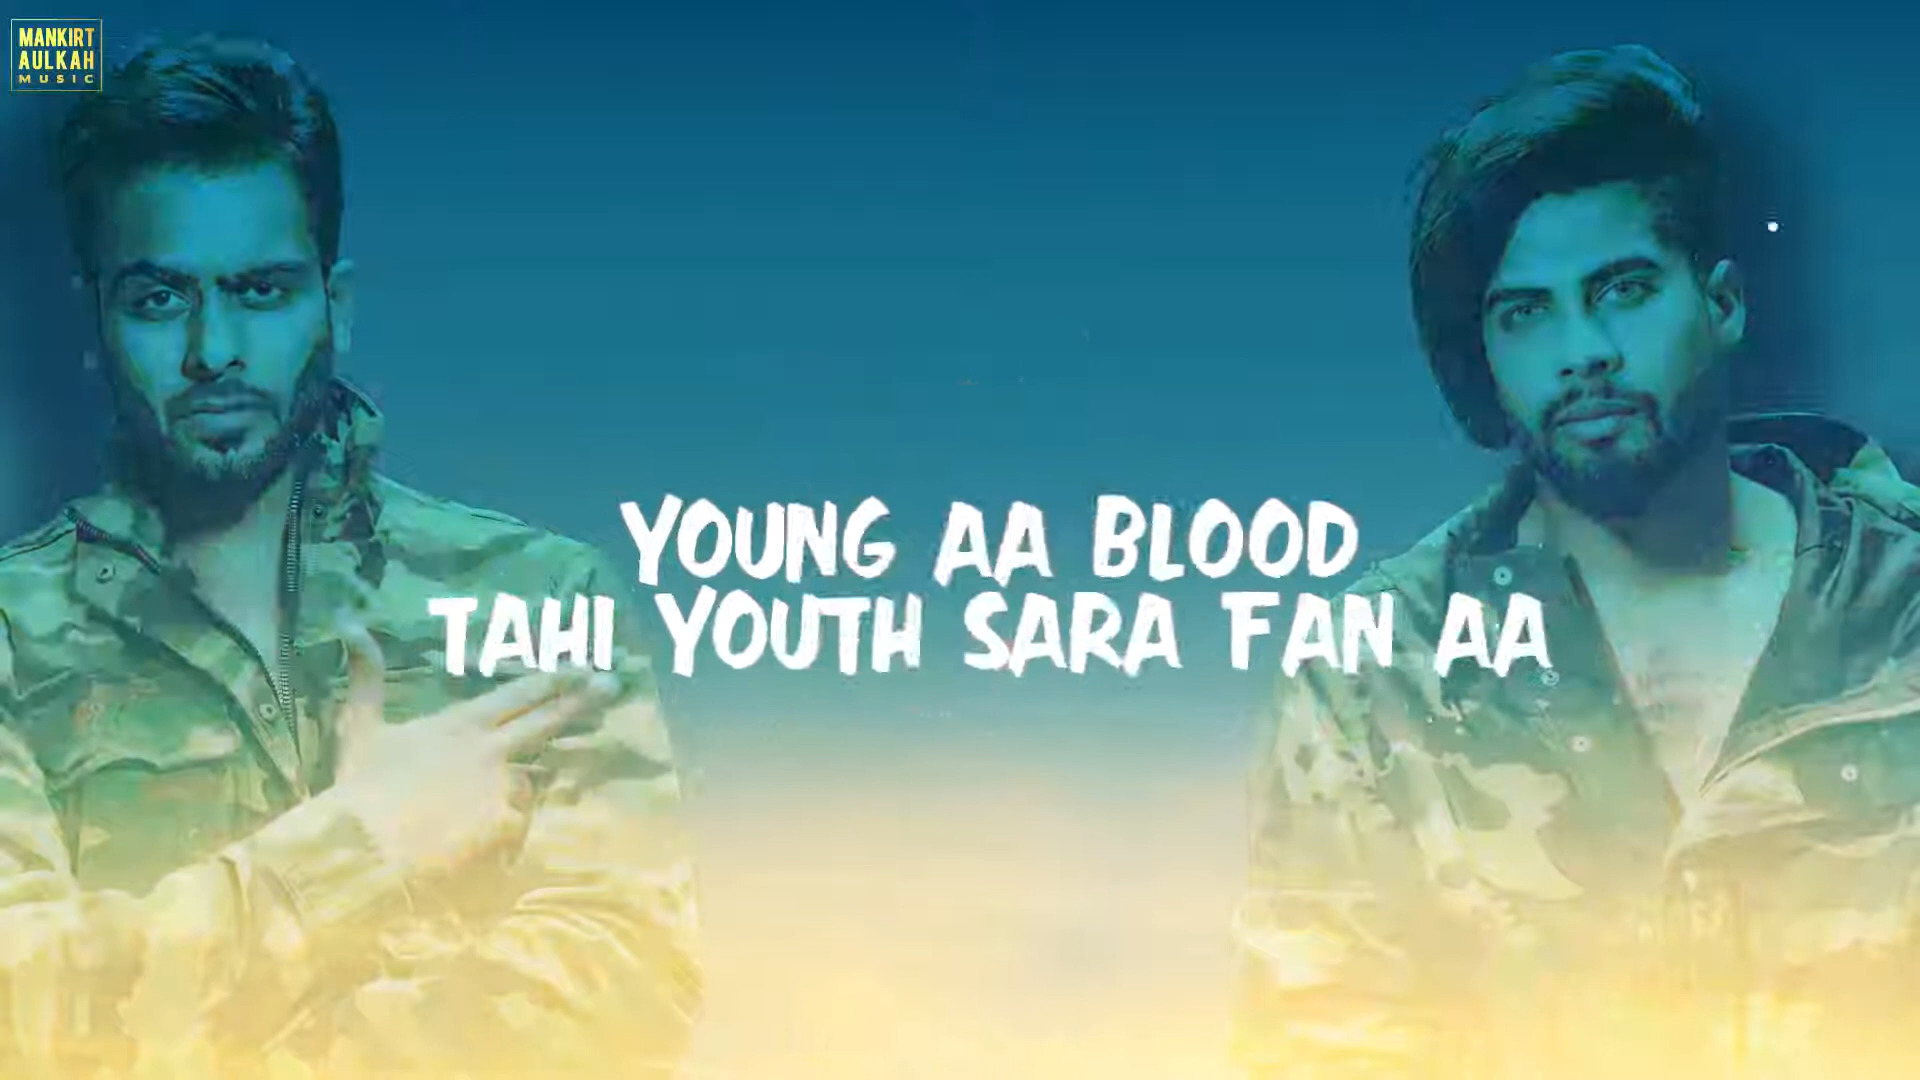 MANKIRT
AULKAH
MUSIC
YOUNG AA BLOOD
TAHI YOUTH SARA FAN AA